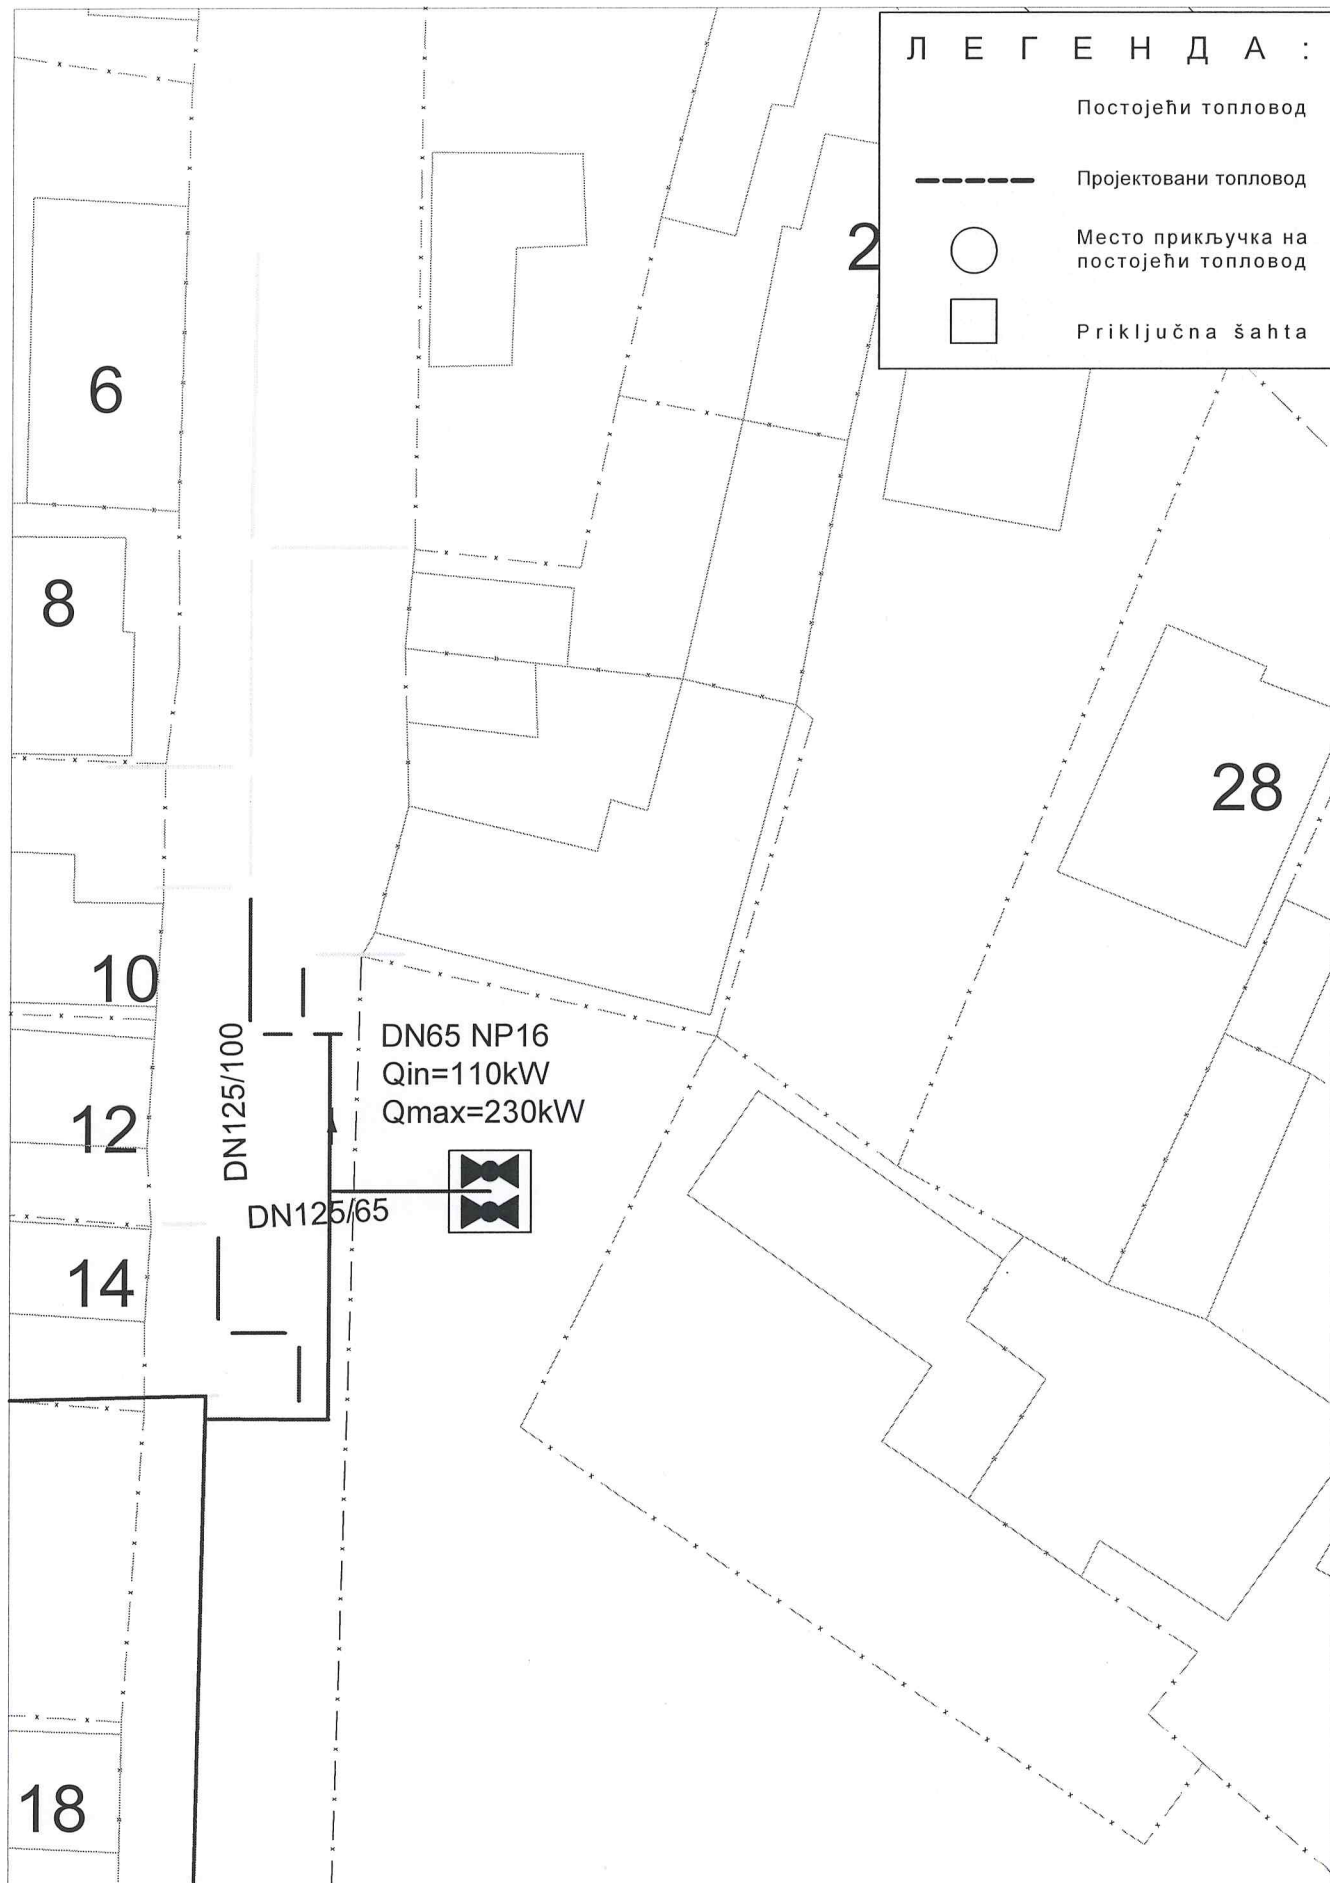 Л Е Г Е Н Д А :
Постојећи топловод
Пројектовани топловод
Место прикључка на
постојећи топловод
Priključna šahta
2
6
8
28
10
DN125/100
DN65 NP16
Qin=110kW
Qmax=230kW
12
DN125/65
14
18